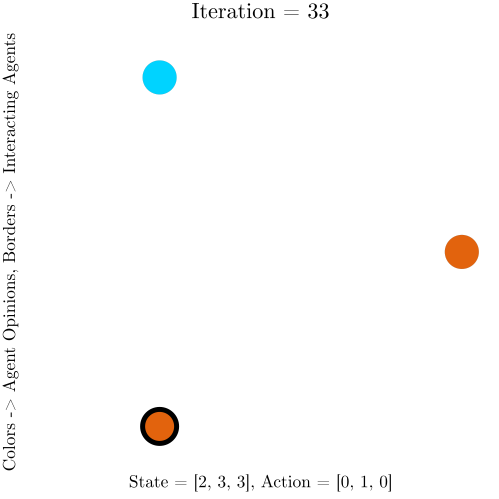 Iteration = 33
Colors -> Agent Opinions, Borders -> Interacting Agents
State = [2, 3, 3], Action = [0, 1, 0]